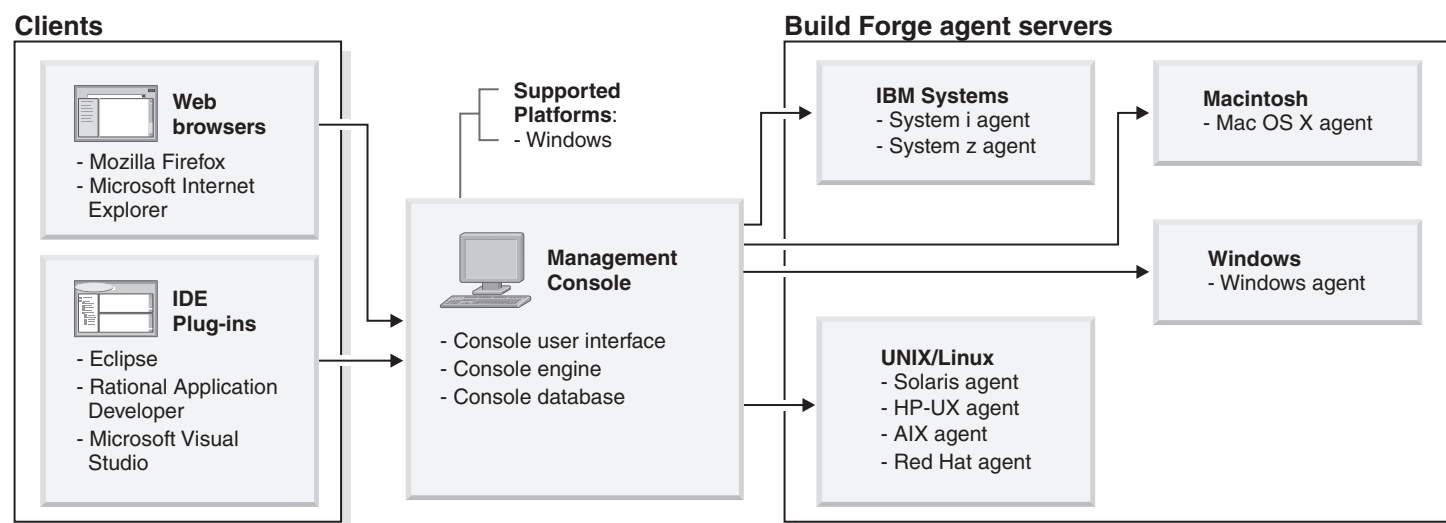 Clients
Web
browsers
- Mozilla Firefox
- Microsoft Internet
Explorer
IDE
Plug-ins
- Eclipse
- Rational Application
Developer
- Microsoft Visual
Studio
Supported
Platforms:
- Windows
Management
Console
- Console user interface
- Console engine
- Console database
Build Forge agent servers
IBM Systems
- System i agent
- System z agent
Macintosh
- Mac OS X agent
Windows
- Windows agent
UNIX/Linux
- Solaris agent
- HP-UX agent
- AIX agent
- Red Hat agent